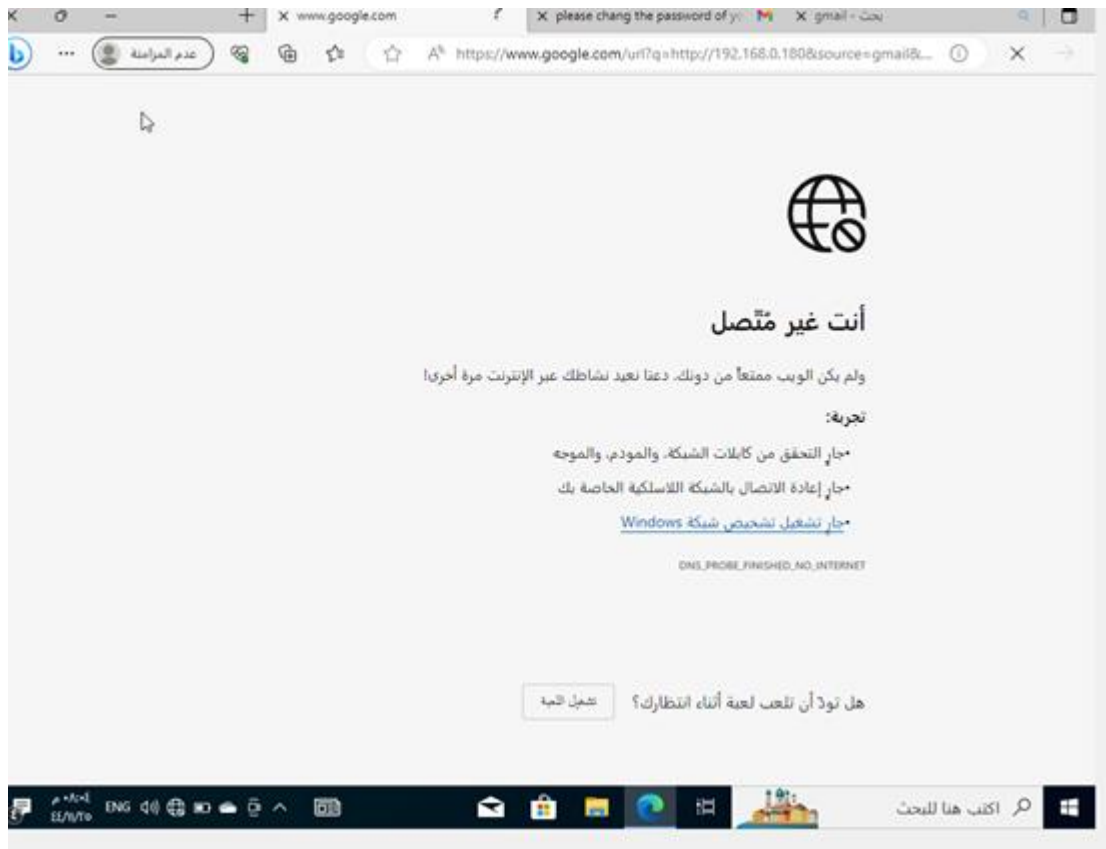 www.google.com
please chang the password of y
بحث - gmail
عدم المزامنة
https://www.google.com/url?q=http://192.168.0.180&source=gmail&...
أنت غير مُتّصل
ولم يكن الويب ممتعاً من دونك. دعنا نعيد نشاطك عبر الإنترنت مرة أخرى!
تجربة:
•جارٍ التحقق من كابلات الشبكة، والمودم، والموجه
•جارٍ إعادة الاتصال بالشبكة اللاسلكية الخاصة بك
•جارٍ تشغيل تشخيص شبكة Windows
DNS_PROBE_FINISHED_NO_INTERNET
هل تودّ أن تلعب لعبة أثناء انتظارك؟
تشغيل اللعبة
اكتب هنا للبحث
ENG